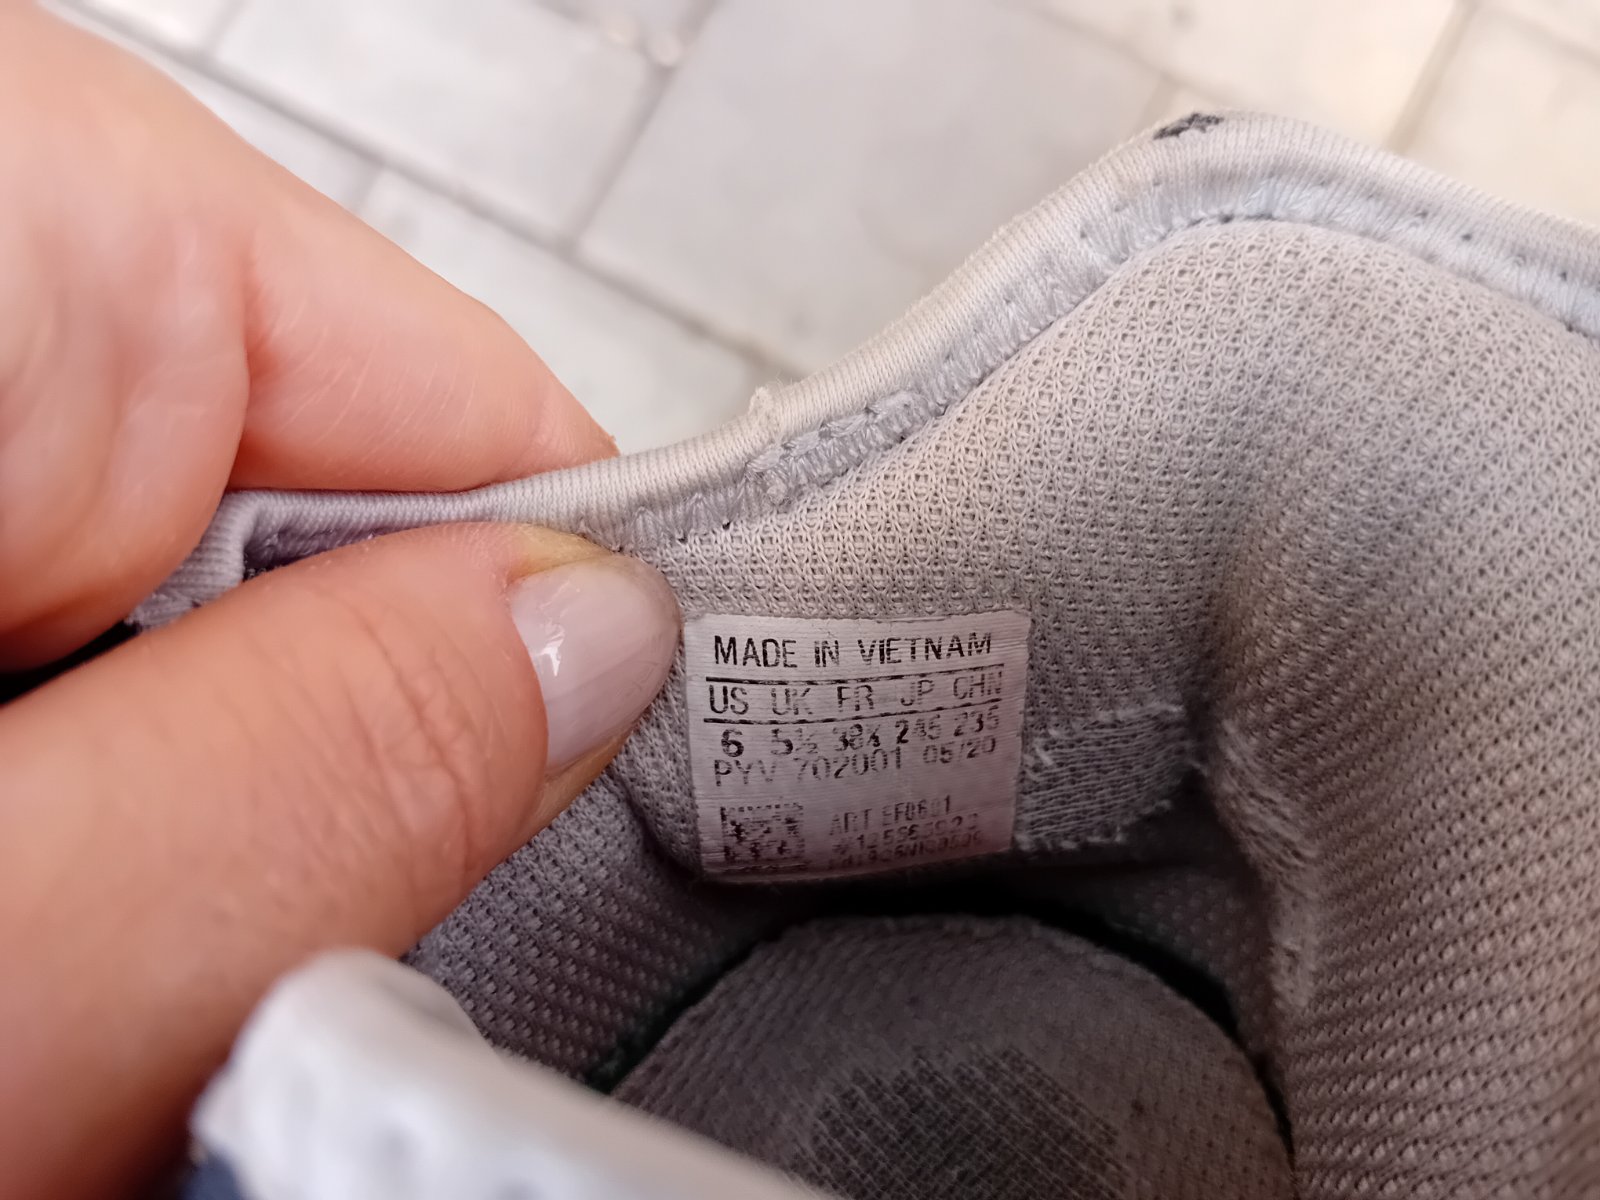 MADE IN VIETNAM
US UK FR JP CHN
6 5½ 38⅔ 245 235
PYV 702001 05/20
ART